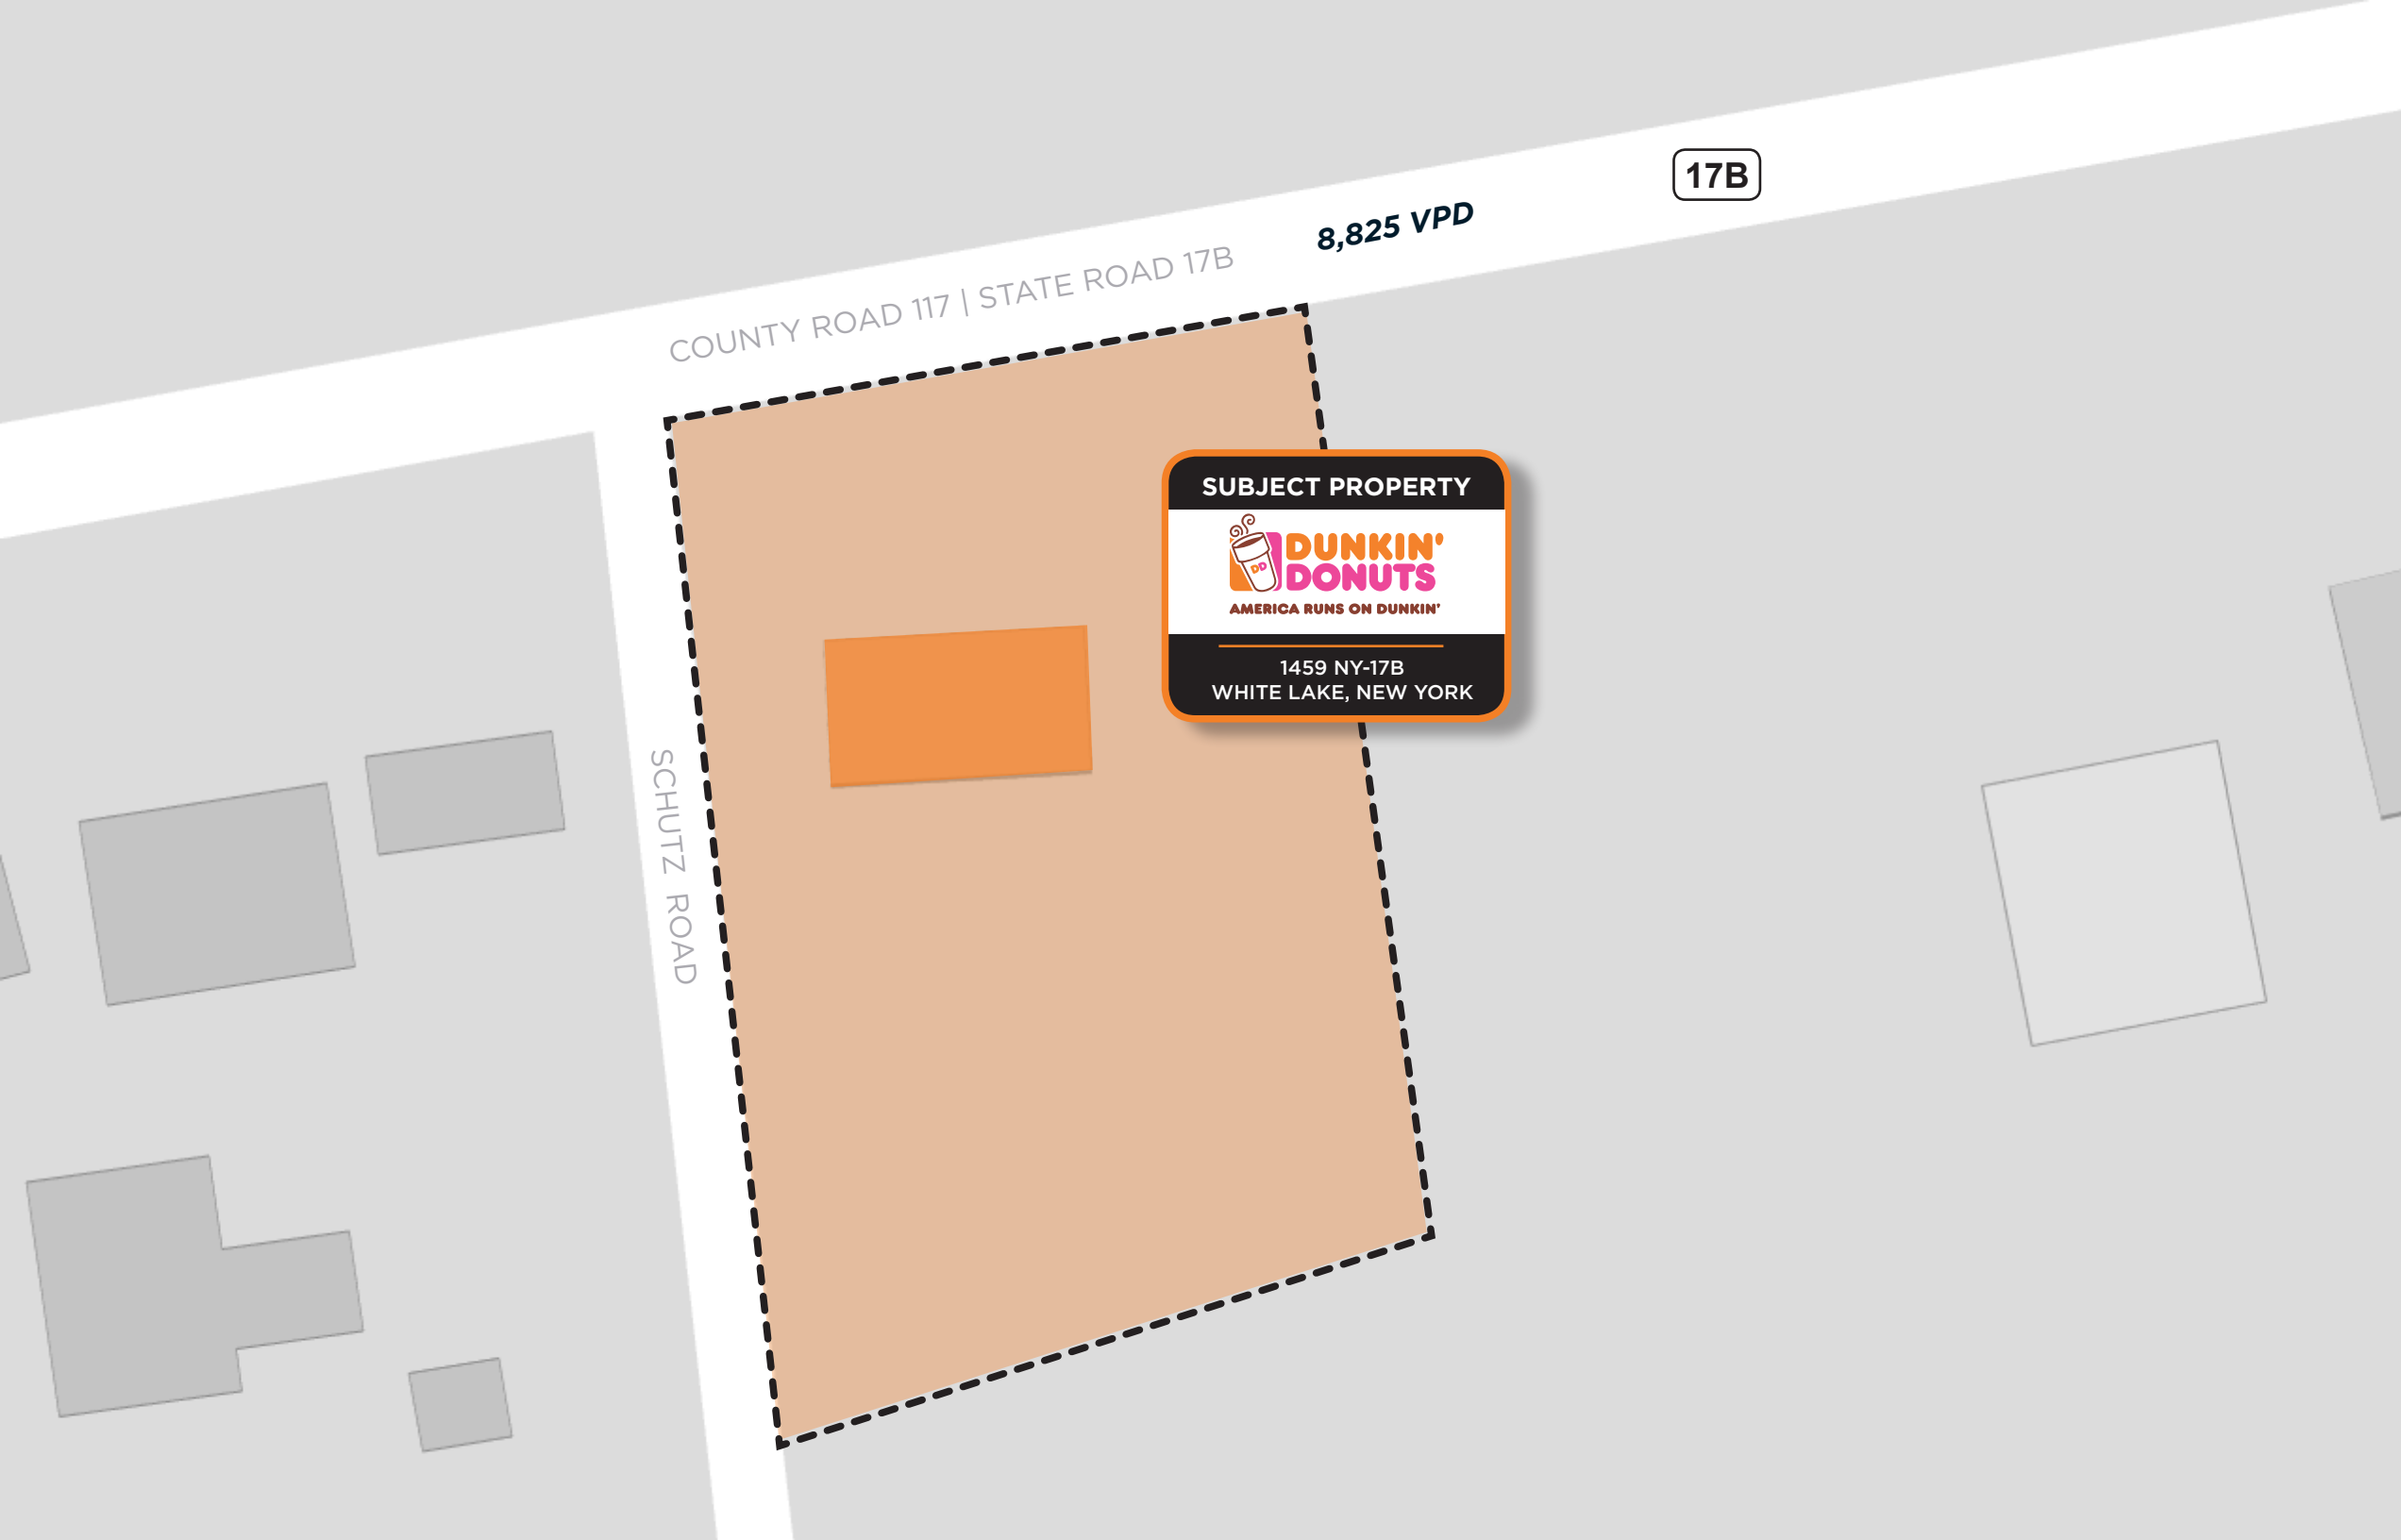 17B
8,825 VPD
COUNTY ROAD 117 | STATE ROAD 17B
SUBJECT PROPERTY
DD
DUNKIN'
DONUTS
AMERICA RUNS ON DUNKIN'
1459 NY-17B
WHITE LAKE, NEW YORK
SCHUTZ ROAD